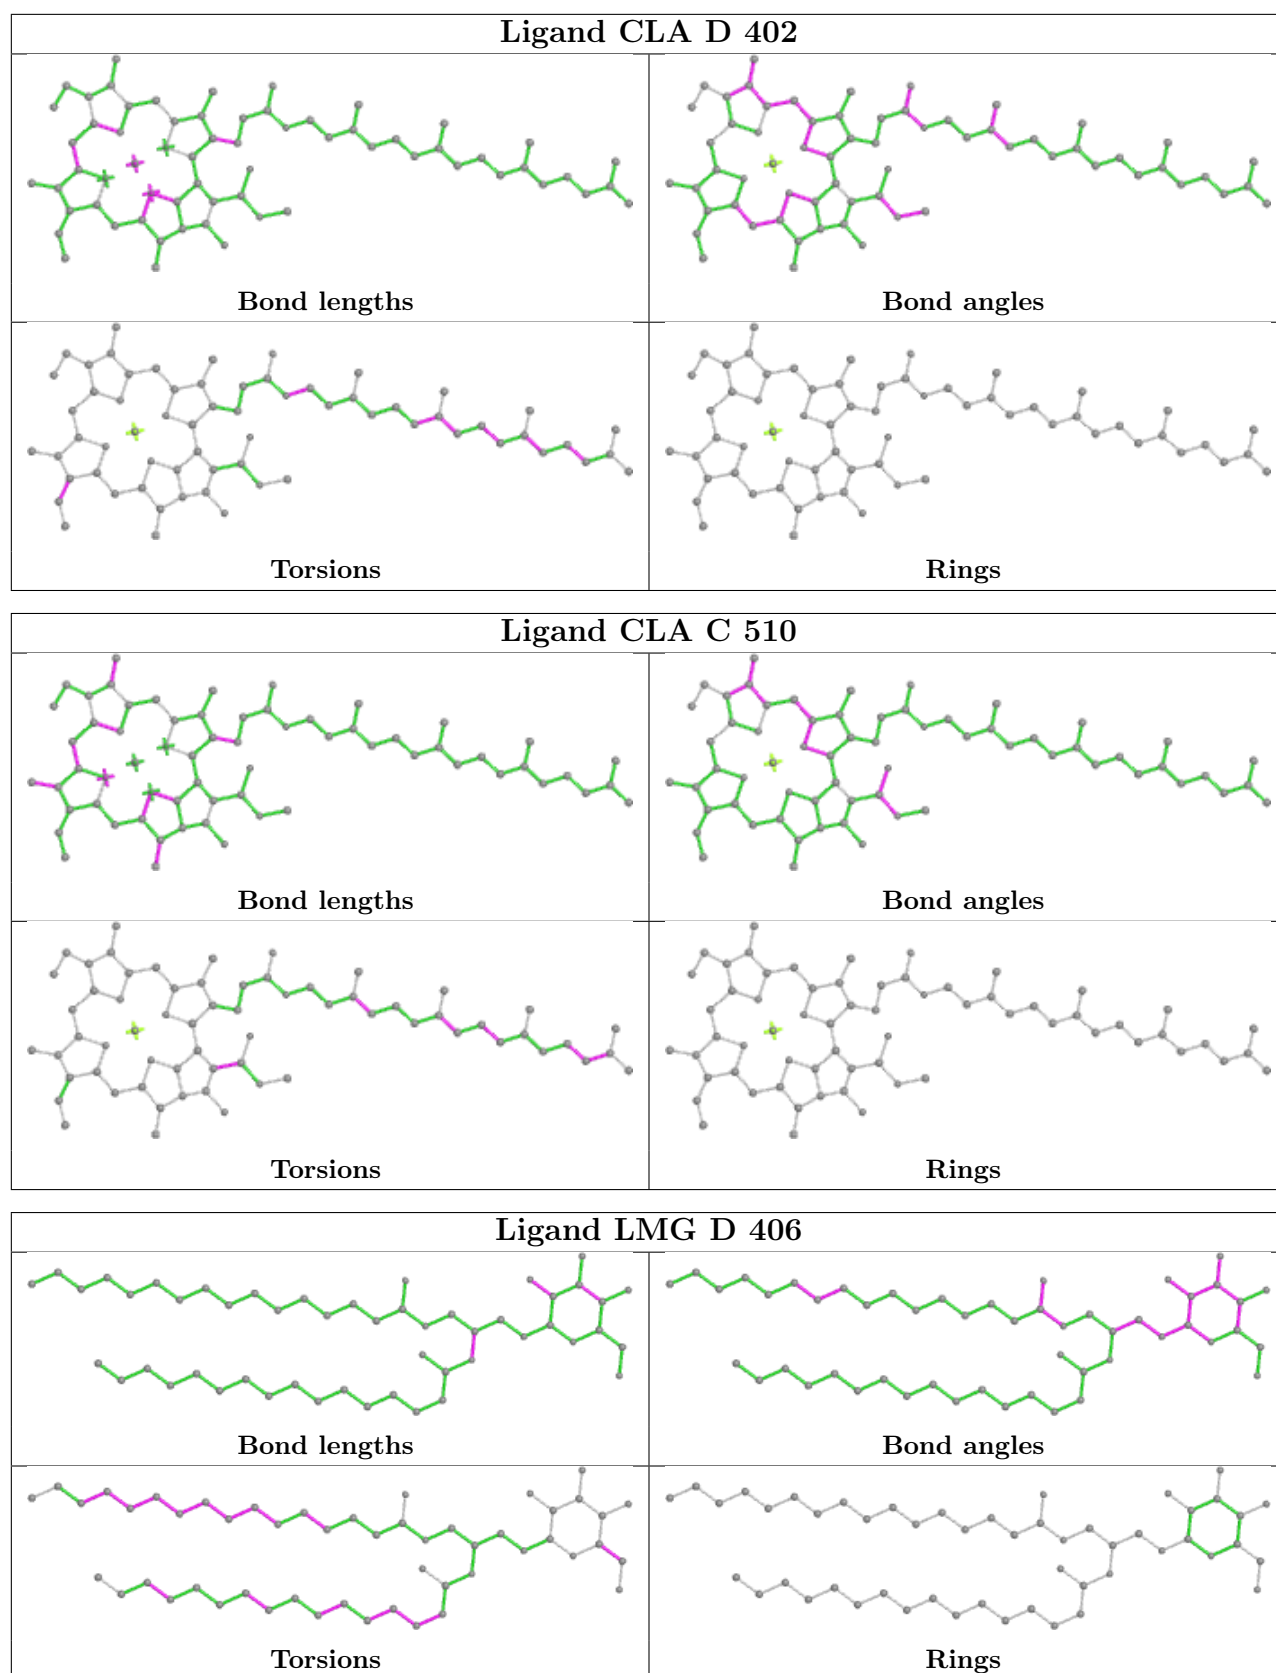 Ligand CLA D 402
Bond lengths
Bond angles
Torsions
Rings
Ligand CLA C 510
Bond lengths
Bond angles
Torsions
Rings
Ligand LMG D 406
Bond lengths
Bond angles
Torsions
Rings